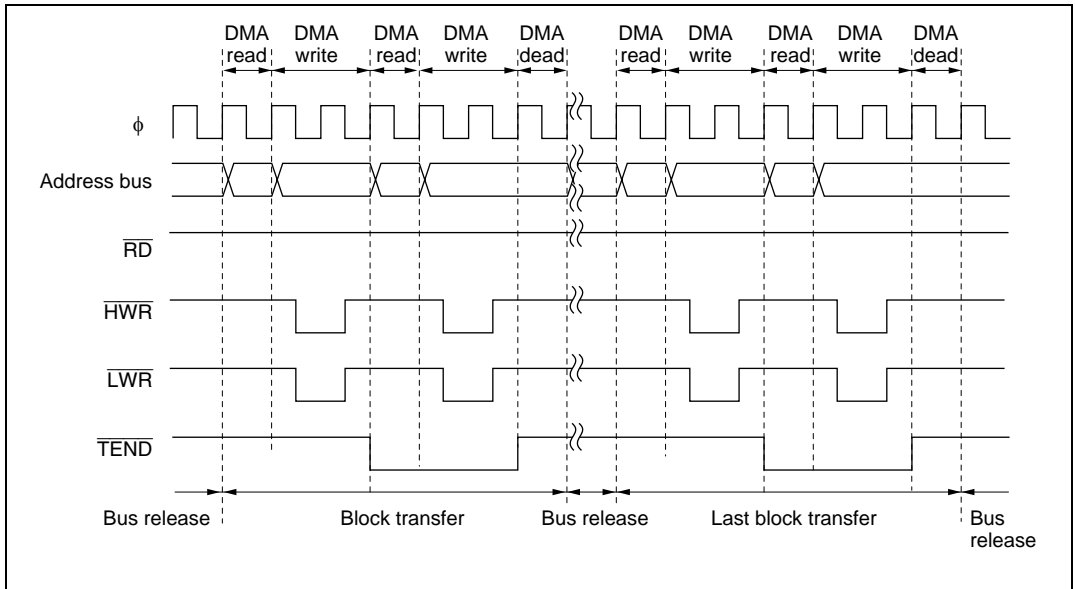 DMA DMA DMA DMA DMA DMA DMA DMA DMA DMA
read write read write dead read write read write dead
φ
Address bus
RD
HWR
LWR
TEND
Bus release Block transfer Bus release Last block transfer Bus
release